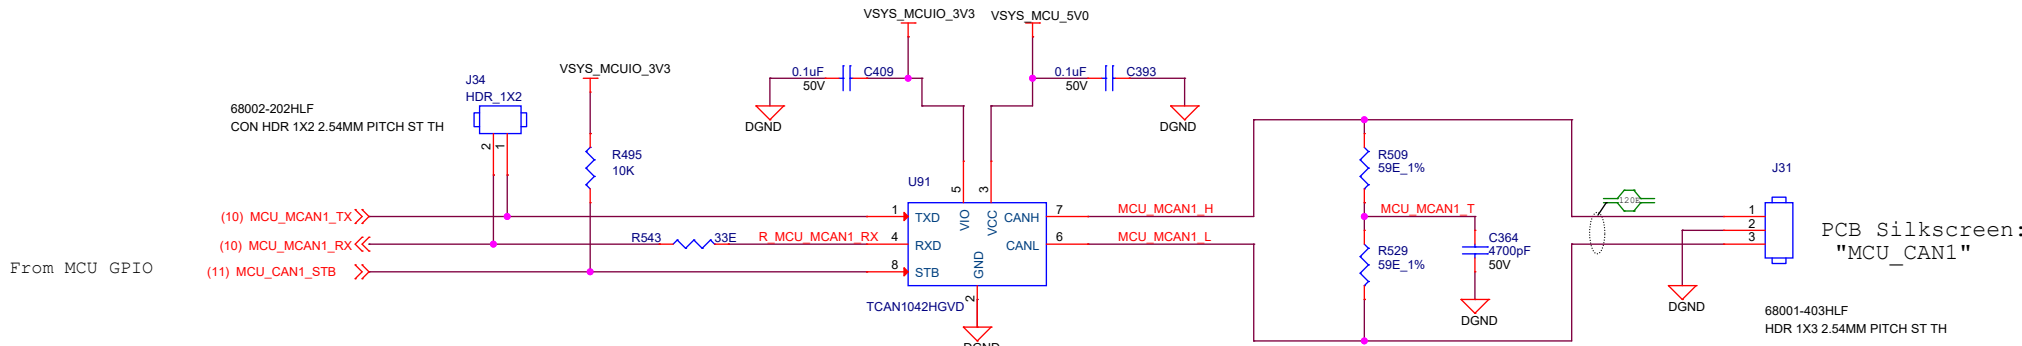 VSYS_MCUIO_3V3
VSYS_MCU_5V0
J34
HDR_1X2
VSYS_MCUIO_3V3
0.1uF
C409
50V
0.1uF
C393
50V
68002-202HLF
CON HDR 1X2 2.54MM PITCH ST TH
DGND
DGND
2
1
R495
10K
R509
59E_1%
J31
U91
5
3
(10) MCU_MCAN1_TX
1
TXD
VIO
VCC
CANH
7
MCU_MCAN1_H
MCU_MCAN1_T
1
(10) MCU_MCAN1_RX
R543
33E
R_MCU_MCAN1_RX
4
RXD
CANL
6
MCU_MCAN1_L
C364
4700pF
50V
2
3
PCB Silkscreen:
"MCU_CAN1"
From MCU GPIO
(11) MCU_CAN1_STB
8
STB
GND
R529
59E_1%
2
TCAN1042HGVD
DGND
DGND
DGND
68001-403HLF
HDR 1X3 2.54MM PITCH ST TH